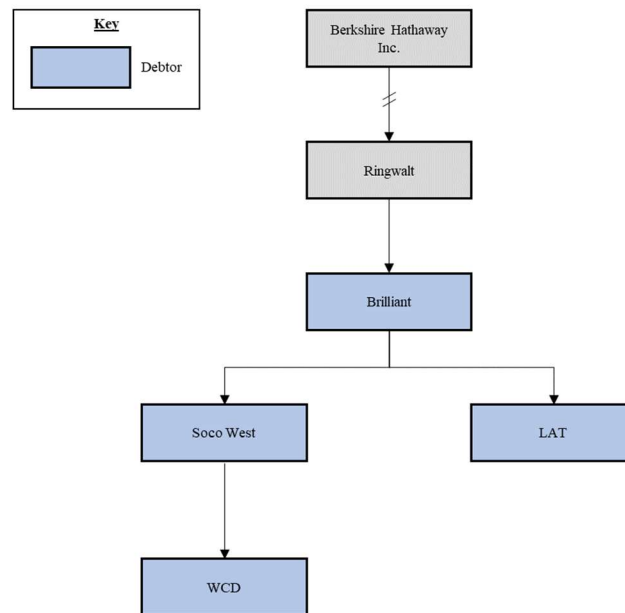 Key
Debtor
Berkshire Hathaway
Inc.
Ringwalt
Brilliant
Soco West
LAT
WCD